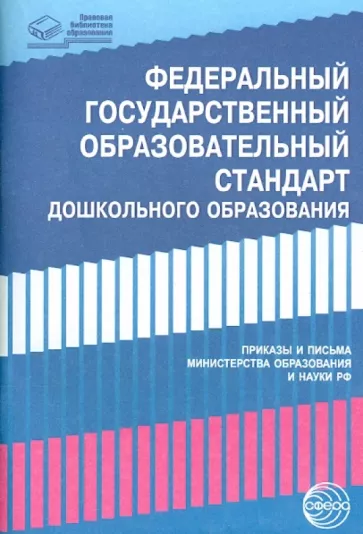 Правовая
библиотека
образования
ФЕДЕРАЛЬНЫЙ
ГОСУДАРСТВЕННЫЙ
ОБРАЗОВАТЕЛЬНЫЙ
СТАНДАРТ
ДОШКОЛЬНОГО ОБРАЗОВАНИЯ
ПРИКАЗЫ И ПИСЬМА
МИНИСТЕРСТВА ОБРАЗОВАНИЯ
И НАУКИ РФ
сфера